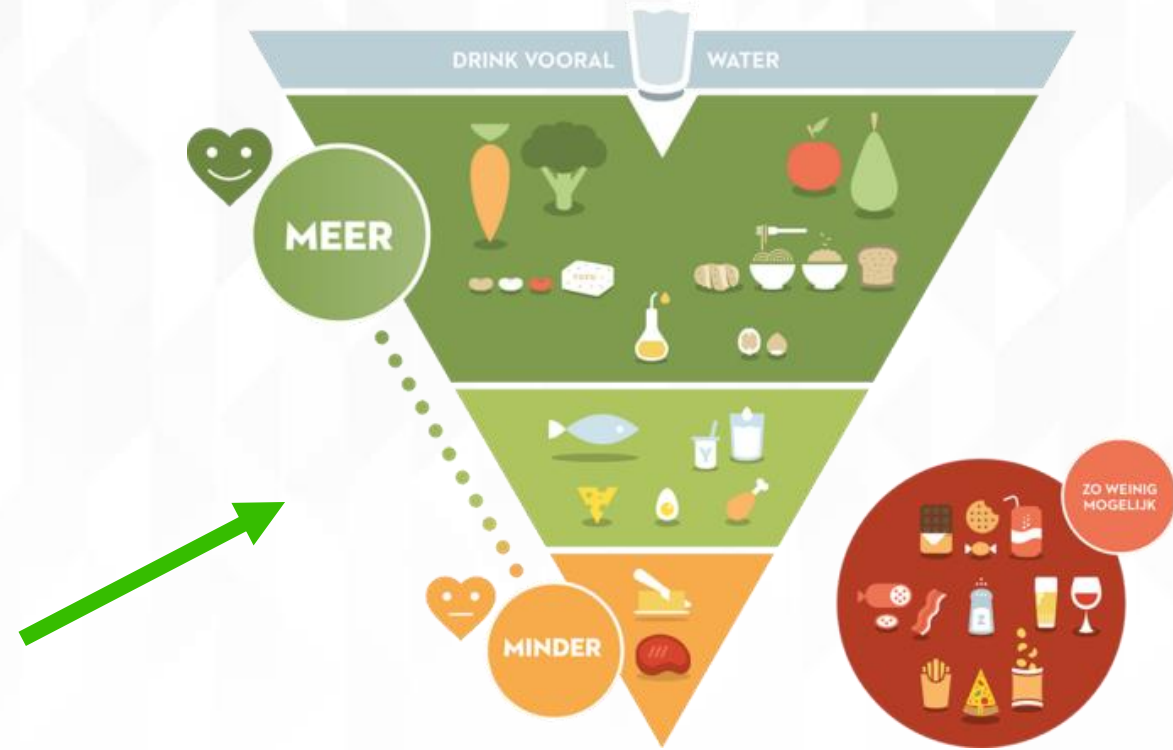 DRINK VOORAL WATER
MEER
ZO WEINIG
MOGELIJK
MINDER
Y
Z